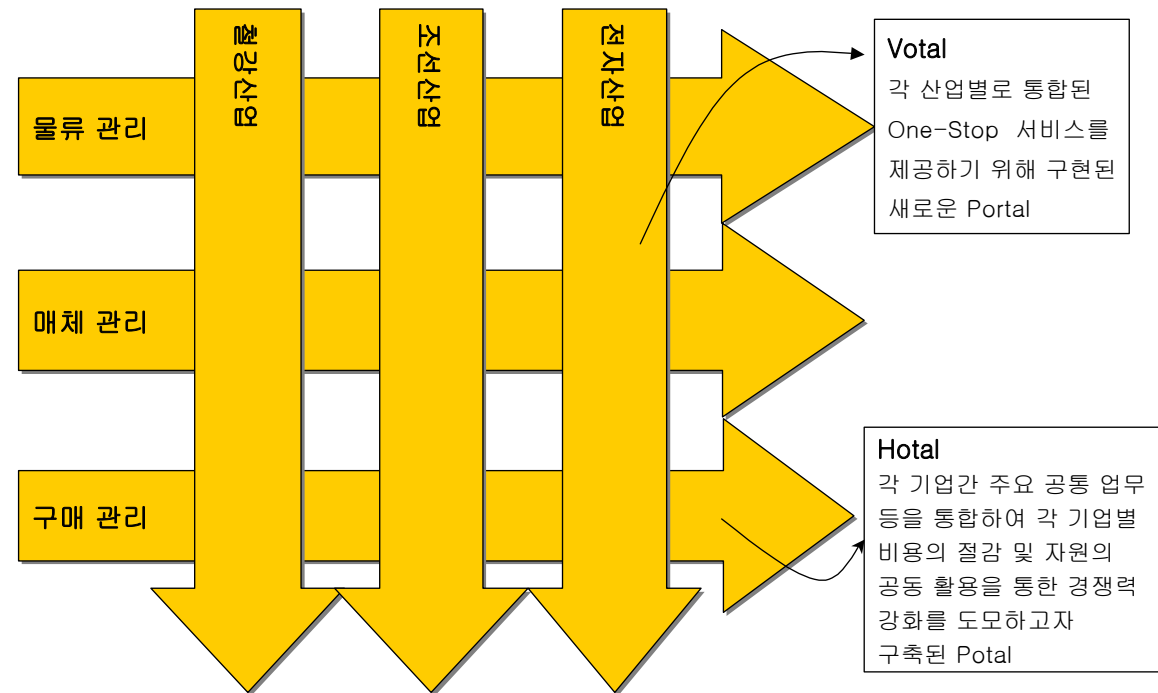 철강산업
조선산업
전자산업
물류 관리
매체 관리
구매 관리
Votal
각 산업별로 통합된
One-Stop 서비스를
제공하기 위해 구현된
새로운 Portal
Hotal
각 기업간 주요 공통 업무
등을 통합하여 각 기업별
비용의 절감 및 자원의
공동 활용을 통한 경쟁력
강화를 도모하고자
구축된 Potal